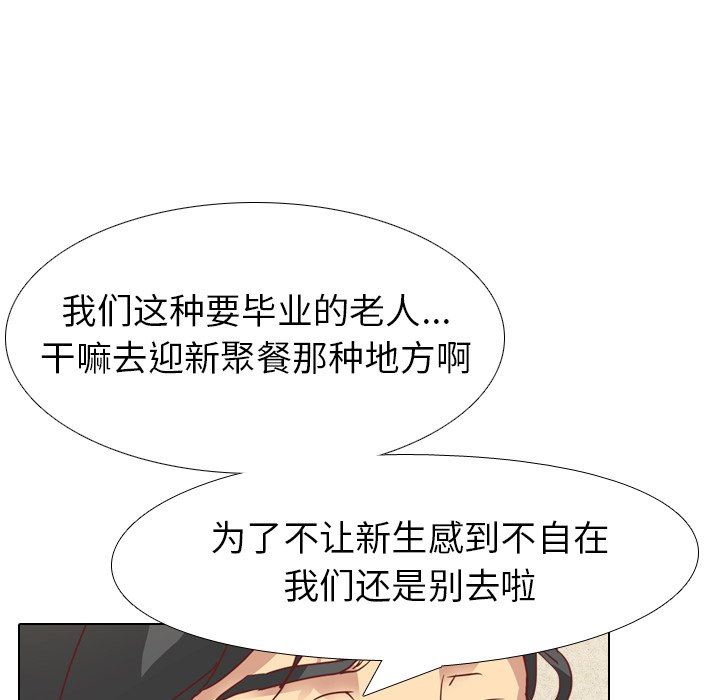 我们这种要毕业的老人...
干嘛去迎新聚餐那种地方啊
为了不让新生感到不自在
我们还是别去啦